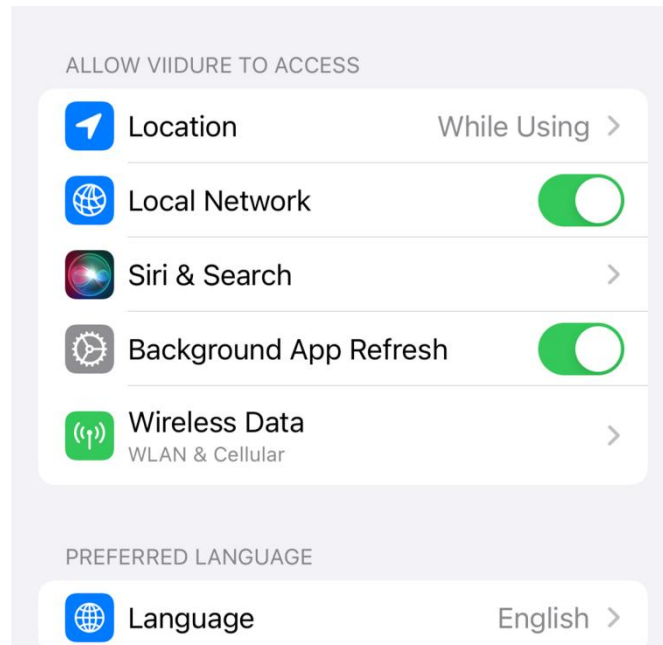 ALLOW VIIDURE TO ACCESS
Location While Using
Local Network
Siri & Search
Background App Refresh
Wireless Data
WLAN & Cellular
PREFERRED LANGUAGE
Language English